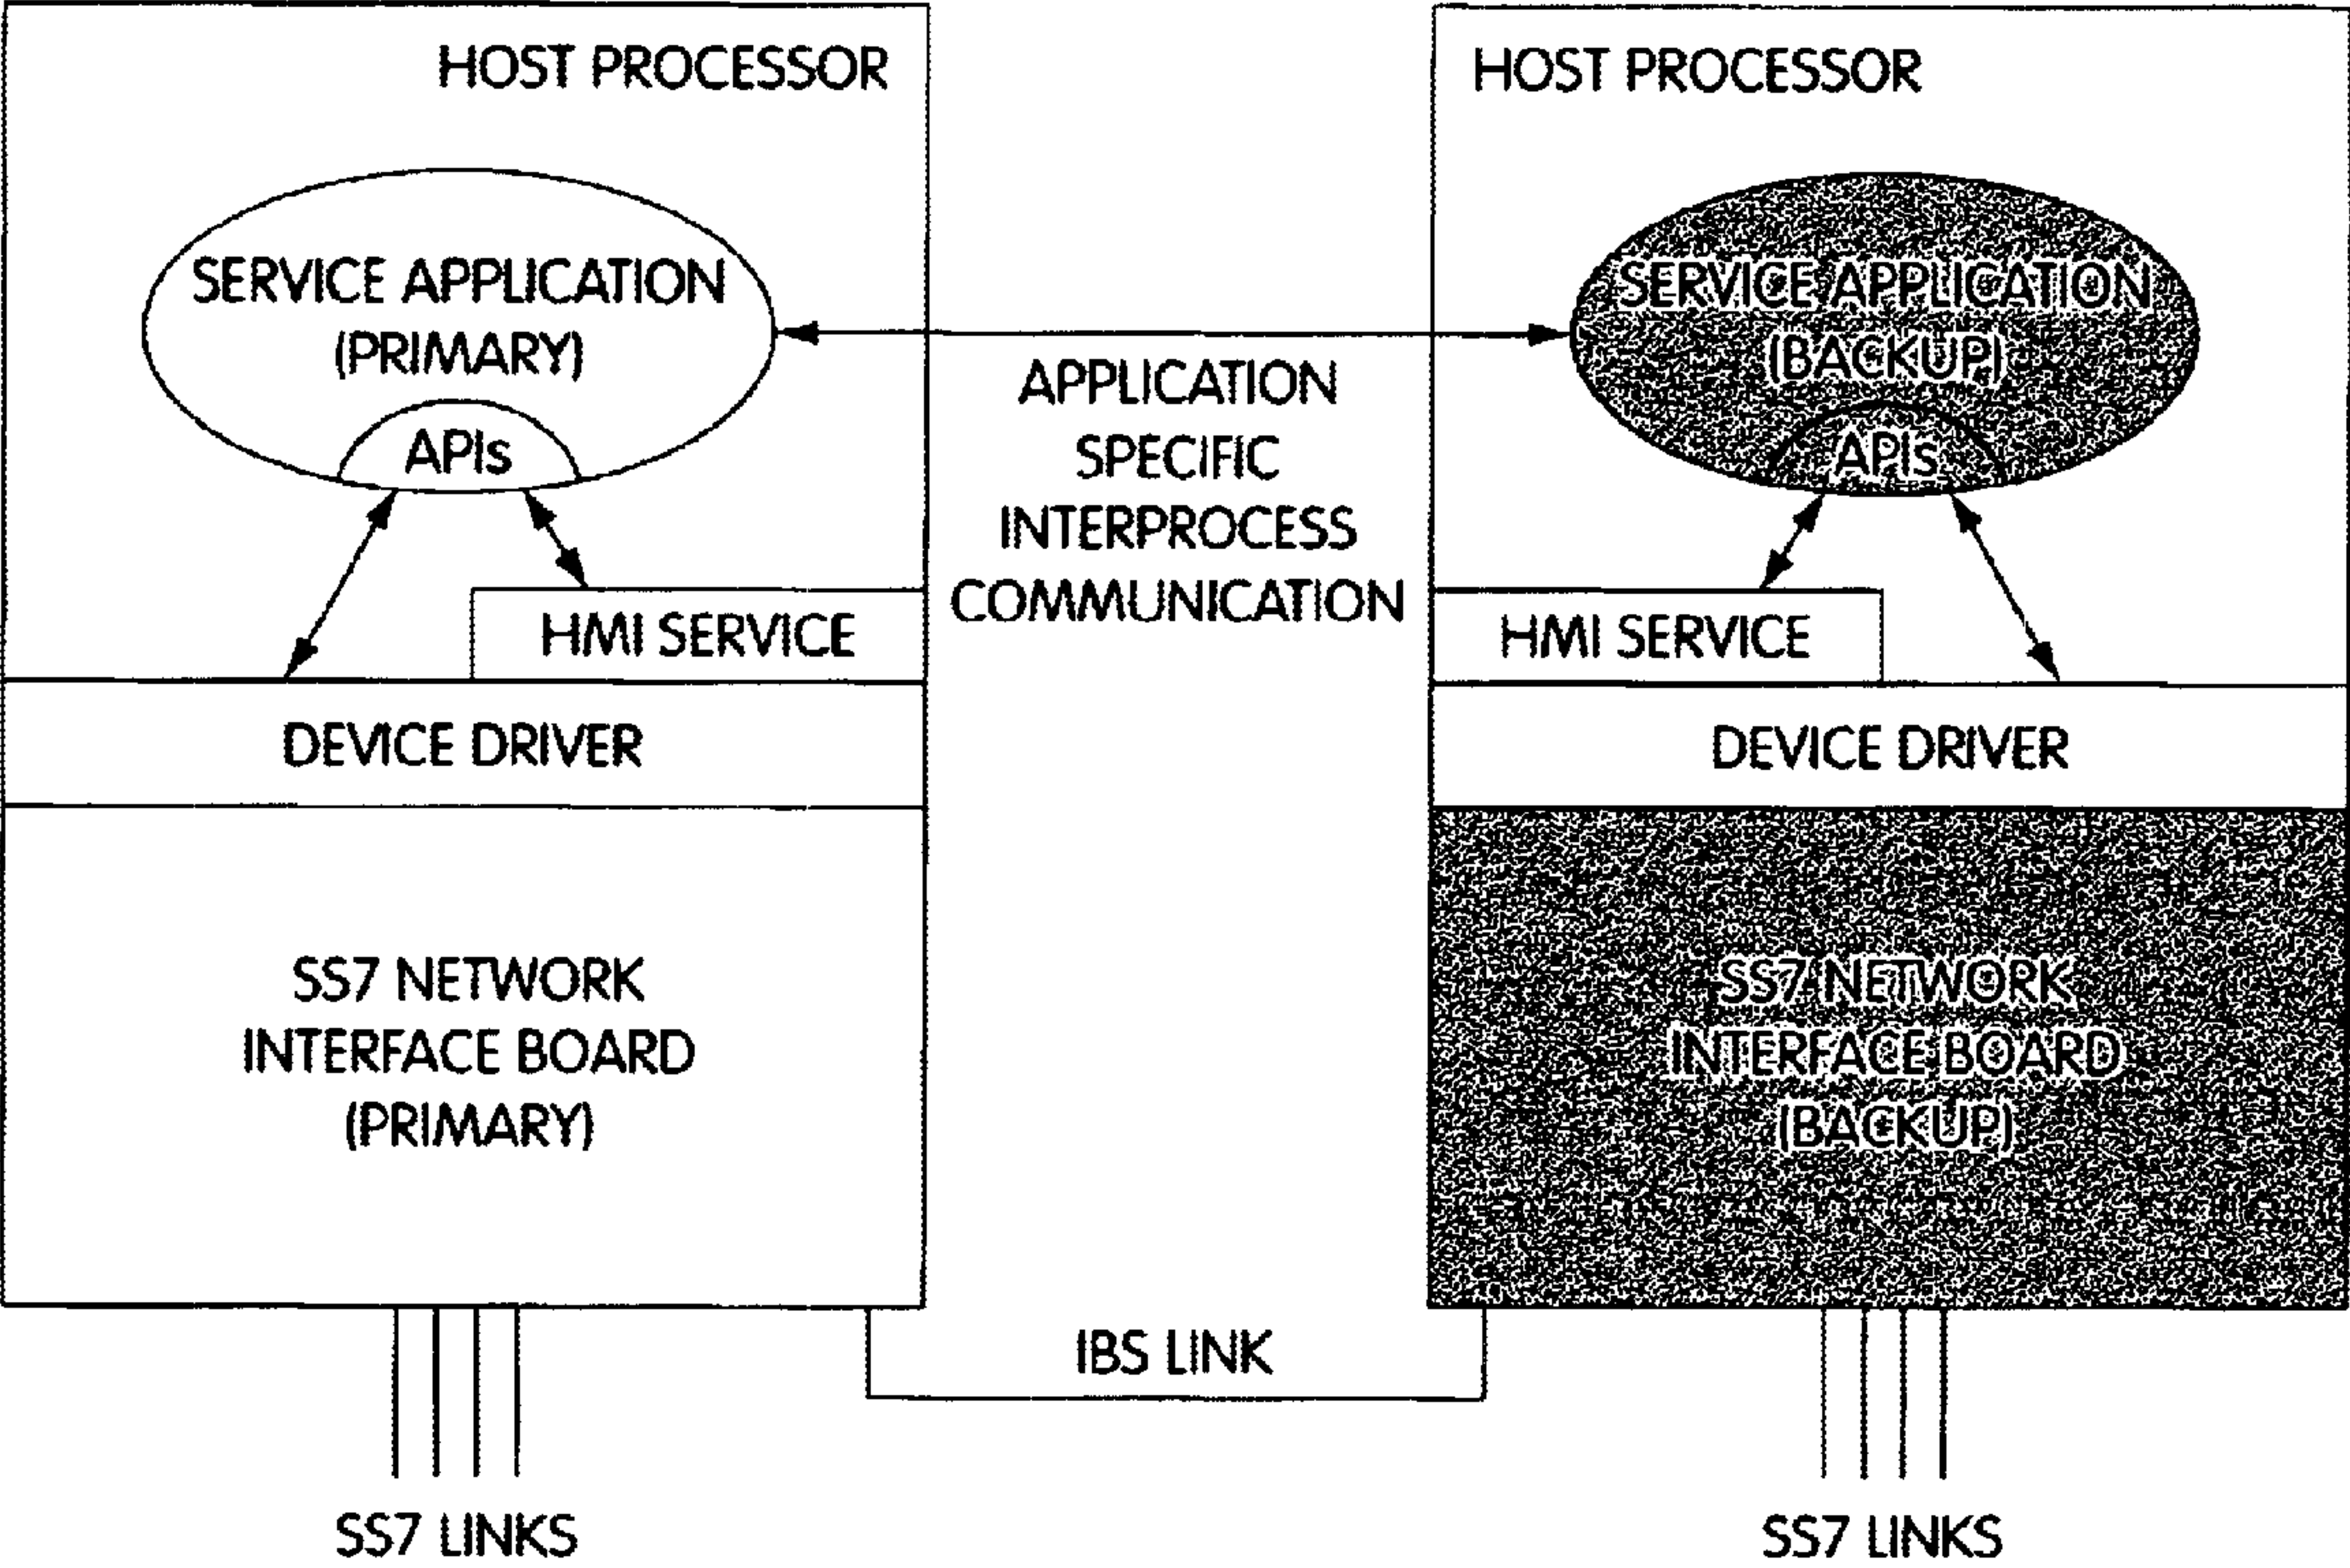 HOST PROCESSOR
SERVICE APPLICATION
(PRIMARY)
APIs
HMI SERVICE
DEVICE DRIVER
SS7 NETWORK
INTERFACE BOARD
(PRIMARY)
SS7 LINKS
APPLICATION
SPECIFIC
INTERPROCESS
COMMUNICATION
IBS LINK
HOST PROCESSOR
SERVICE APPLICATION
(BACKUP)
APIs
HMI SERVICE
DEVICE DRIVER
SS7 NETWORK
INTERFACE BOARD
(BACKUP)
SS7 LINKS